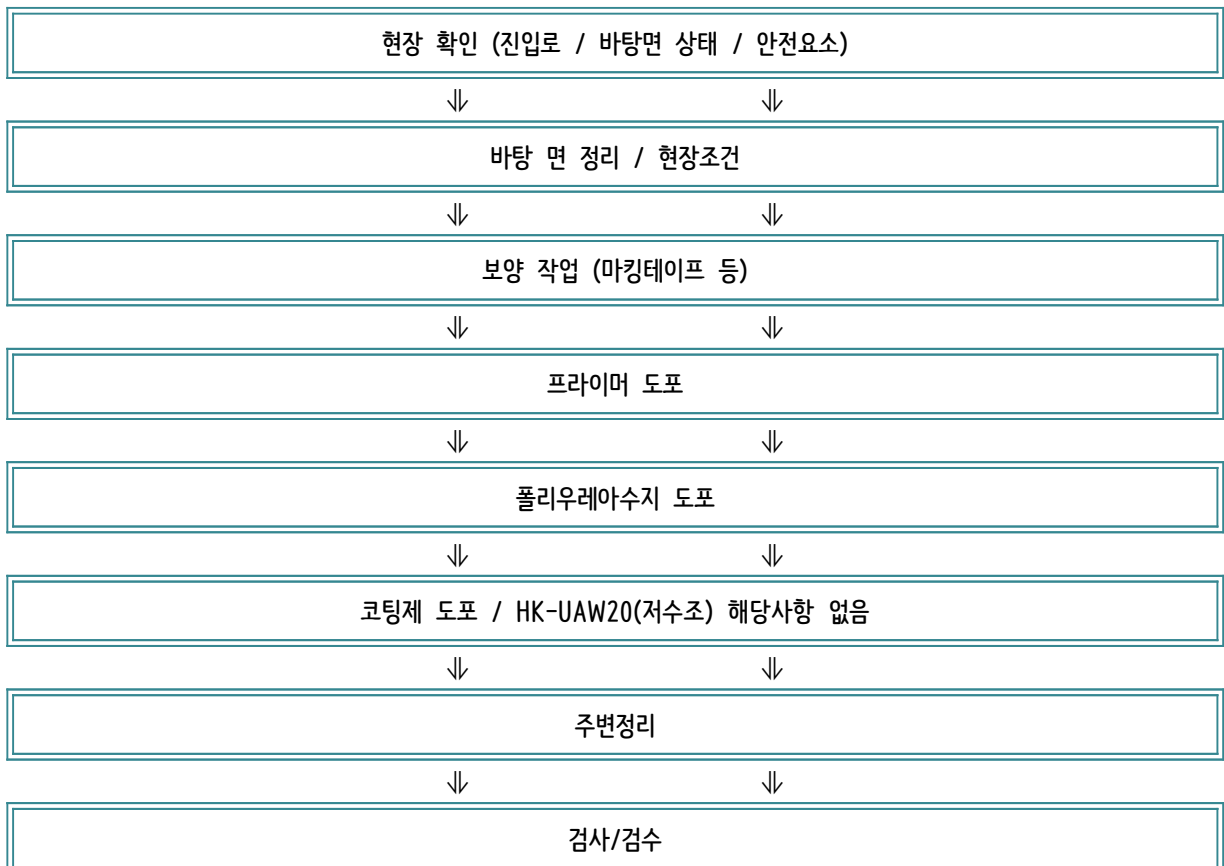 현장 확인 (진입로 / 바탕면 상태 / 안전요소)
⇓ ⇓
바탕 면 정리 / 현장조건
⇓ ⇓
보양 작업 (마킹테이프 등)
⇓ ⇓
프라이머 도포
⇓ ⇓
폴리우레아수지 도포
⇓ ⇓
코팅제 도포 / HK-UAW20(저수조) 해당사항 없음
⇓ ⇓
주변정리
⇓ ⇓
검사/검수